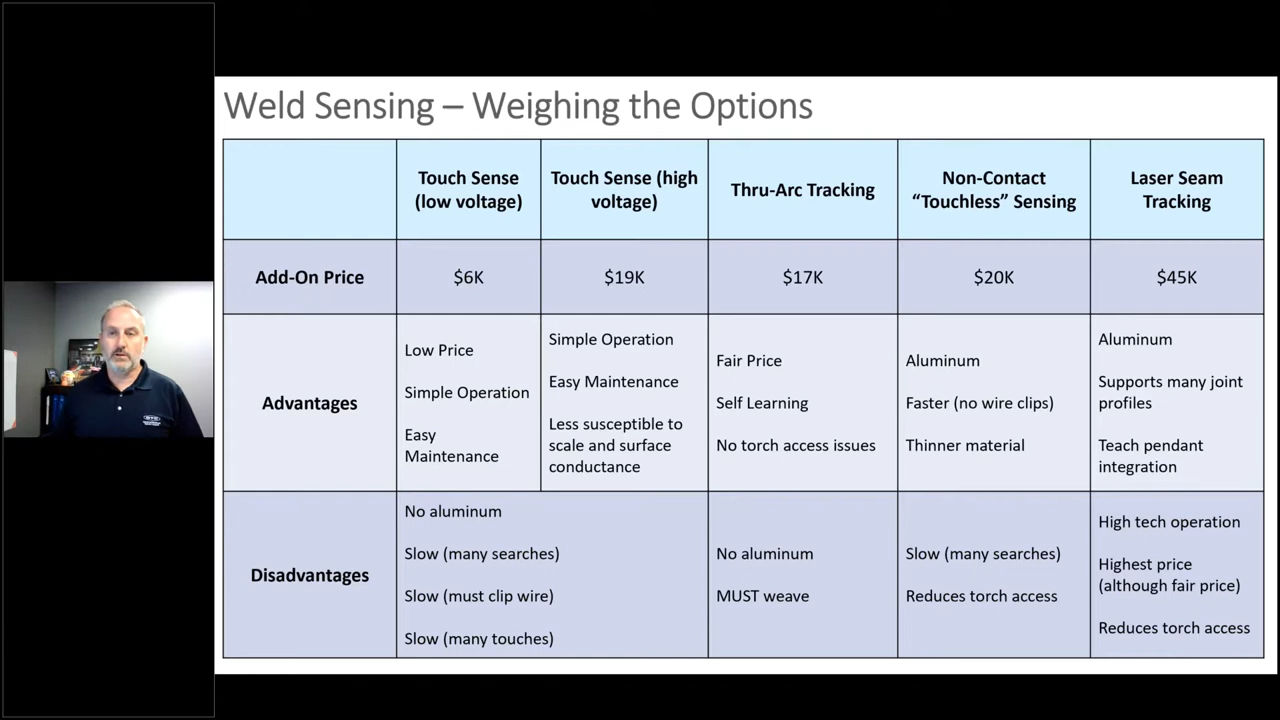 Weld Sensing – Weighing the Options
Touch Sense
(low voltage)
Touch Sense (high
voltage)
Thru-Arc Tracking
Non-Contact
“Touchless” Sensing
Laser Seam
Tracking
Add-On Price
$6K
$19K
$17K
$20K
$45K
Advantages
Low Price
Simple Operation
Easy
Maintenance
Simple Operation
Easy Maintenance
Less susceptible to
scale and surface
conductance
Fair Price
Self Learning
No torch access issues
Aluminum
Faster (no wire clips)
Thinner material
Aluminum
Supports many joint
profiles
Teach pendant
integration
Disadvantages
No aluminum
Slow (many searches)
Slow (must clip wire)
Slow (many touches)
No aluminum
MUST weave
Slow (many searches)
Reduces torch access
High tech operation
Highest price
(although fair price)
Reduces torch access